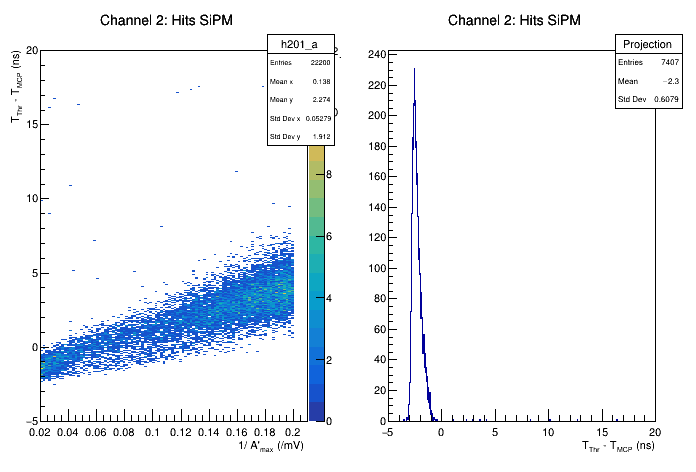 Channel 2: Hits SiPM
h201_a
Entries 22200
Mean x 0.138
Mean y 2.274
Std Dev x 0.05279
Std Dev y 1.912
T_Thr - T_MCP (ns)
20
15
10
5
0
−5
0.02 0.04 0.06 0.08 0.1 0.12 0.14 0.16 0.18 0.2
1/ A'_max (/mV)
8
6
4
2
0
Channel 2: Hits SiPM
Projection
Entries 7407
Mean −2.3
Std Dev 0.6079
240
220
200
180
160
140
120
100
80
60
40
20
0
−5 0 5 10 15 20
T_Thr - T_MCP (ns)